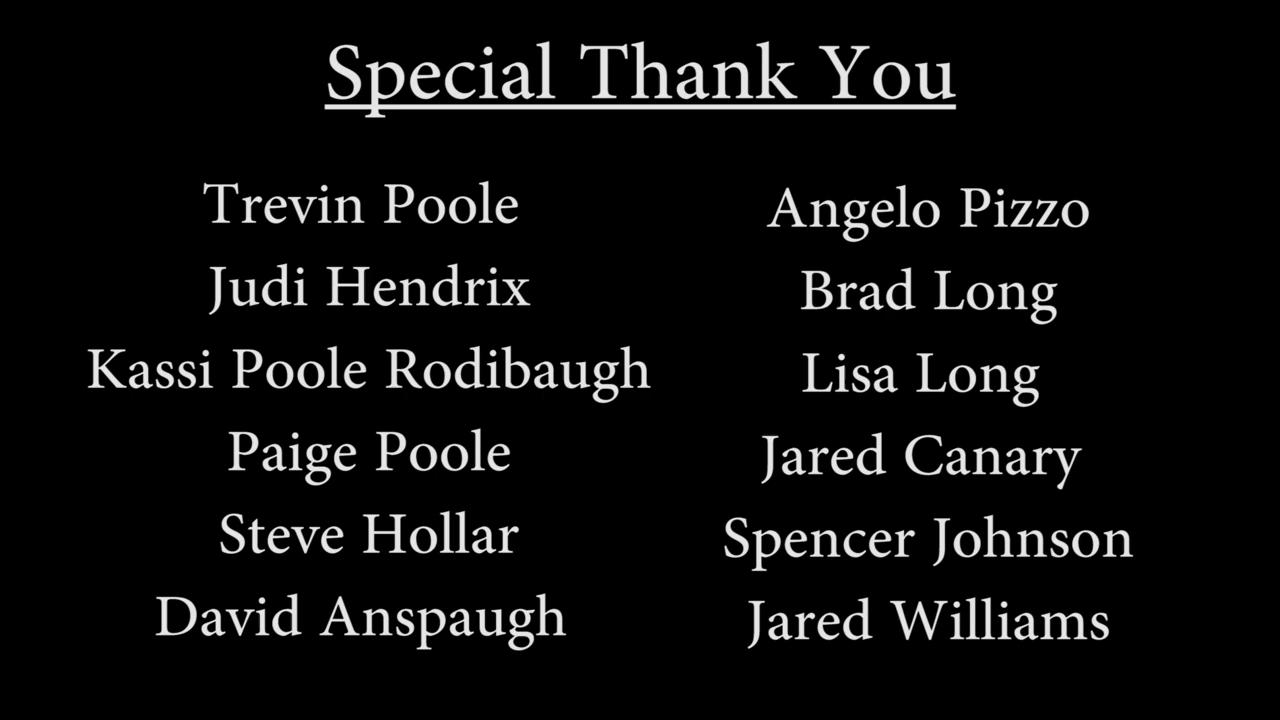 Special Thank You
Trevin Poole
Judi Hendrix
Kassi Poole Rodibaugh
Paige Poole
Steve Hollar
David Anspaugh
Angelo Pizzo
Brad Long
Lisa Long
Jared Canary
Spencer Johnson
Jared Williams